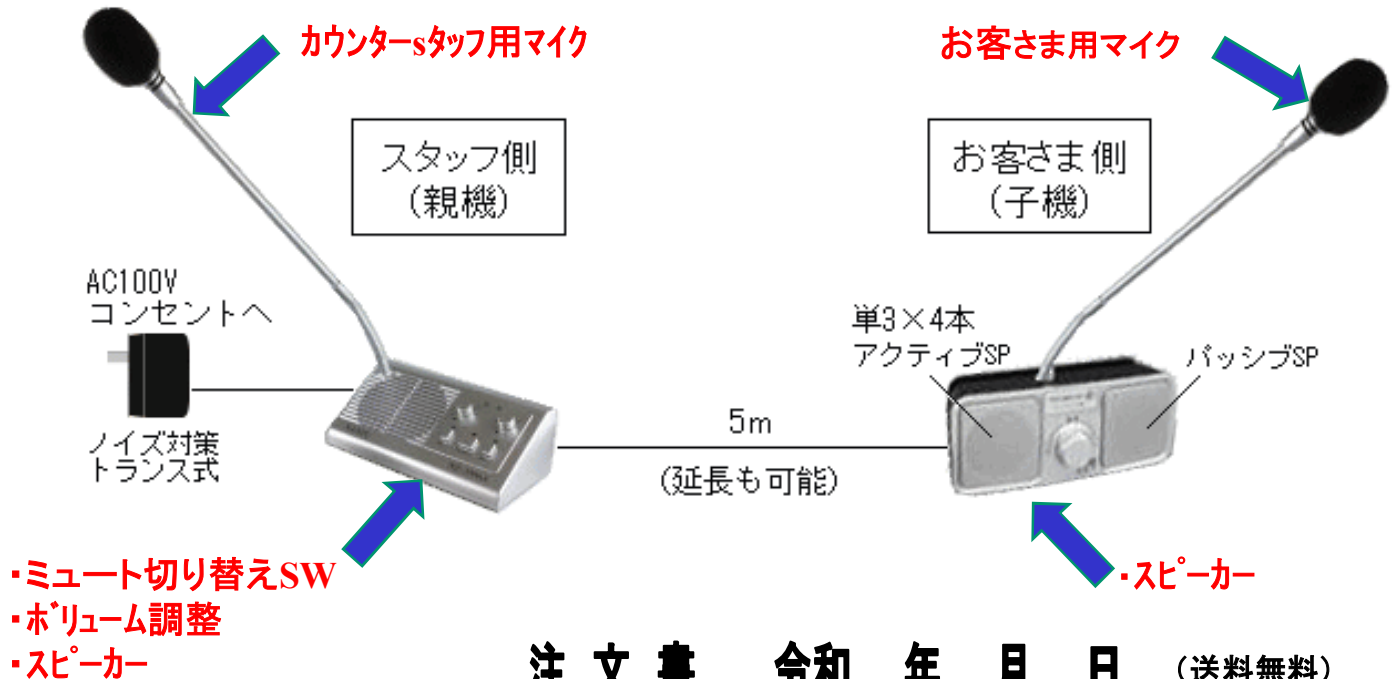 カウンターsタッフ用マイク
お客さま用マイク
スタッフ側
(親機)
お客さま側
(子機)
AC100V
コンセントへ
単3×4本
アクティブSP
パッシブSP
5m
(延長も可能)
ノイズ対策
トランス式
・ミュート切り替えSW
・ボリューム調整
・スピーカー
・スピーカー
注 文 書 令和 年 月 日 (送料無料)